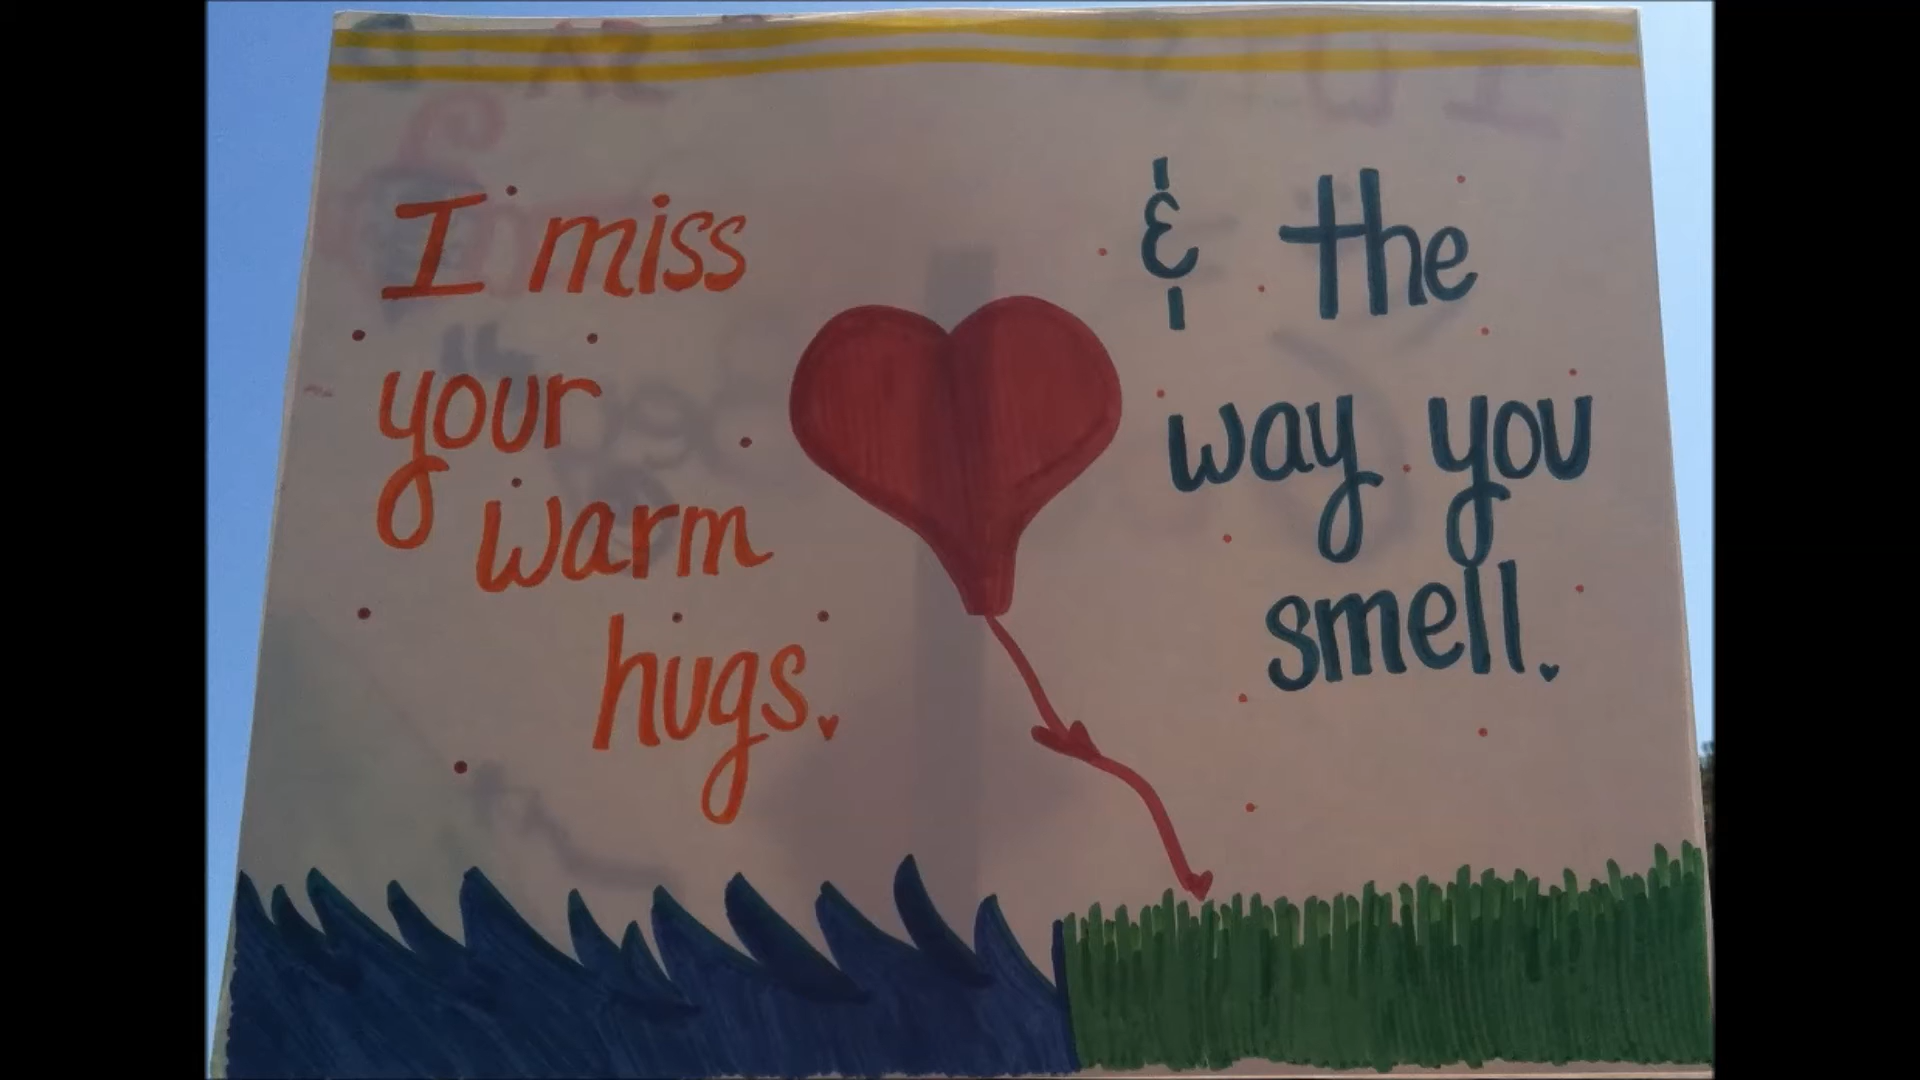 I miss
your
warm
hugs.
& the
way you
smell.